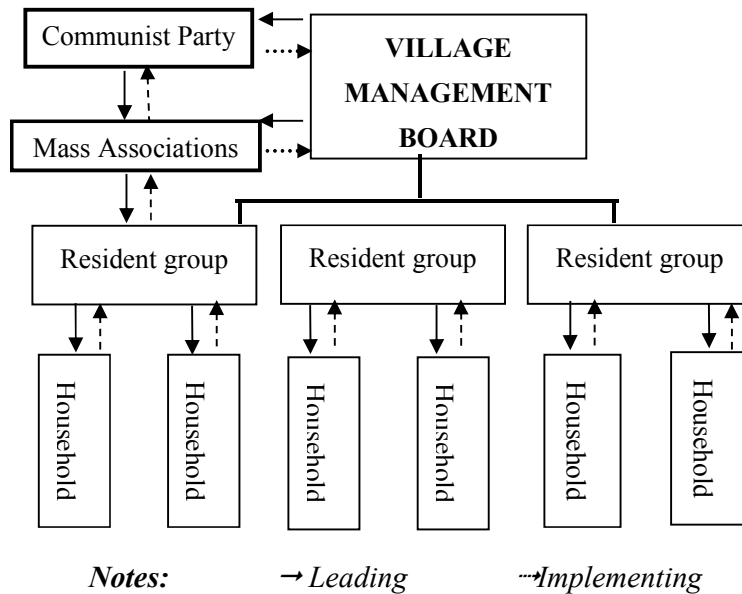 Communist Party
VILLAGE
MANAGEMENT
BOARD
Mass Associations
Resident group
Resident group
Resident group
Household
Household
Household
Household
Household
Household
Notes: → Leading ⇢Implementing